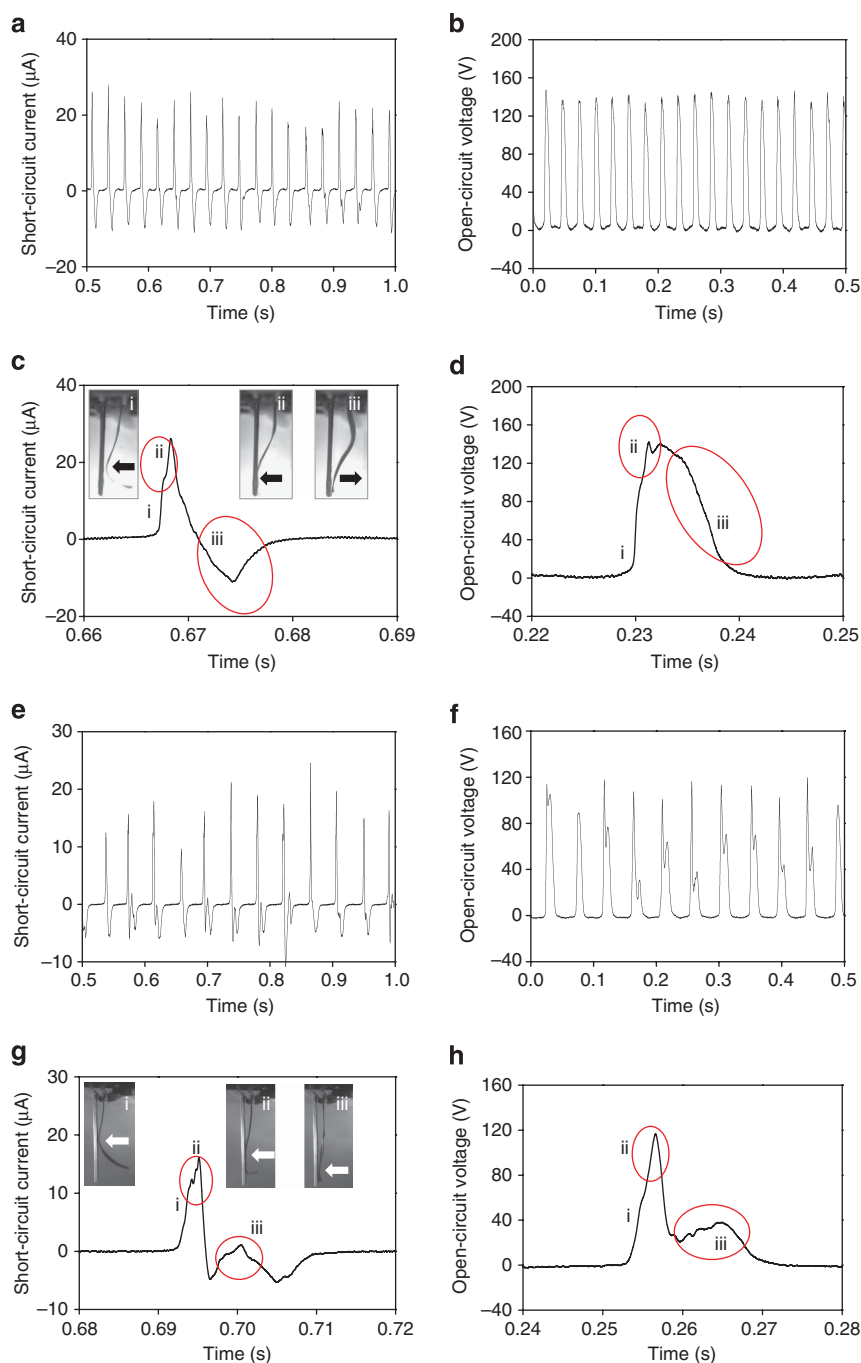 a
Short-circuit current (μA)
40
20
0
–20
0.5 0.6 0.7 0.8 0.9 1.0
Time (s)
b
Open-circuit voltage (V)
200
160
120
80
40
0
–40
0.0 0.1 0.2 0.3 0.4 0.5
Time (s)
c
Short-circuit current (μA)
40
20
0
–20
i
ii
iii
ii
i
iii
0.66 0.67 0.68 0.69
Time (s)
d
Open-circuit voltage (V)
200
160
120
80
40
0
–40
ii
i
iii
0.22 0.23 0.24 0.25
Time (s)
e
Short-circuit current (μA)
30
20
10
0
–10
0.5 0.6 0.7 0.8 0.9 1.0
Time (s)
f
Open-circuit voltage (V)
160
120
80
40
0
–40
0.0 0.1 0.2 0.3 0.4 0.5
Time (s)
g
Short-circuit current (μA)
30
20
10
0
–10
i
ii
iii
ii
i
iii
0.68 0.69 0.70 0.71 0.72
Time (s)
h
Open-circuit voltage (V)
160
120
80
40
0
–40
ii
i
iii
0.24 0.25 0.26 0.27 0.28
Time (s)